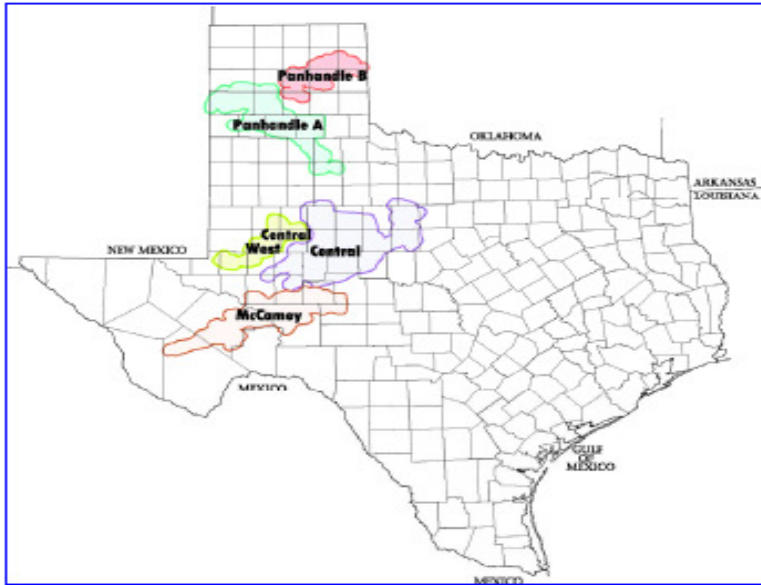 Panhandle B
Panhandle A
OKLAHOMA
ARKANSAS
LOUISIANA
Central
West
Central
NEW MEXICO
McCamey
MEXICO
GULF
OF
MEXICO
MEXICO